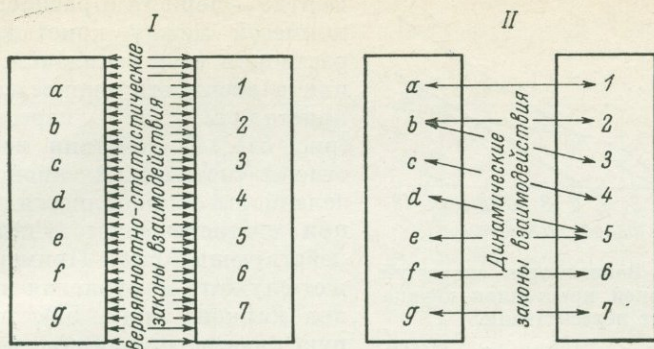 I
II
a
b
c
d
e
f
g
Вероятностно-статистические
законы взаимодействия
1
2
3
4
5
6
7
a
b
c
d
e
f
g
Динамические
законы взаимодействия
1
2
3
4
5
6
7